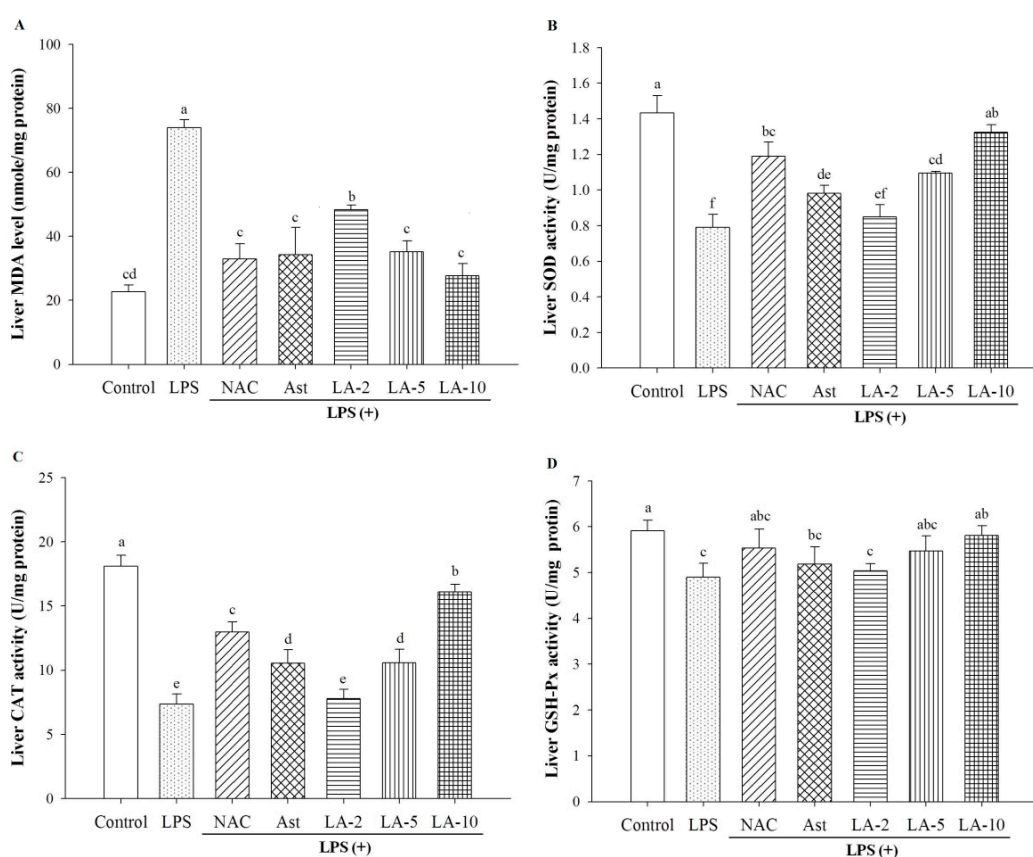 A
Liver MDA level (nmole/mg protein)
100
80
60
40
20
0
cd
a
c
c
b
c
c
Control LPS NAC Ast LA-2 LA-5 LA-10
LPS (+)
B
Liver SOD activity (U/mg protein)
1.8
1.6
1.4
1.2
1.0
0.8
0.6
0.4
0.2
0.0
a
f
bc
de
ef
cd
ab
Control LPS NAC Ast LA-2 LA-5 LA-10
LPS (+)
C
Liver CAT activity (U/mg protein)
25
20
15
10
5
0
a
e
c
d
e
d
b
Control LPS NAC Ast LA-2 LA-5 LA-10
LPS (+)
D
Liver GSH-Px activity (U/mg protin)
7
6
5
4
3
2
1
0
a
c
abc
bc
c
abc
ab
Control LPS NAC Ast LA-2 LA-5 LA-10
LPS (+)